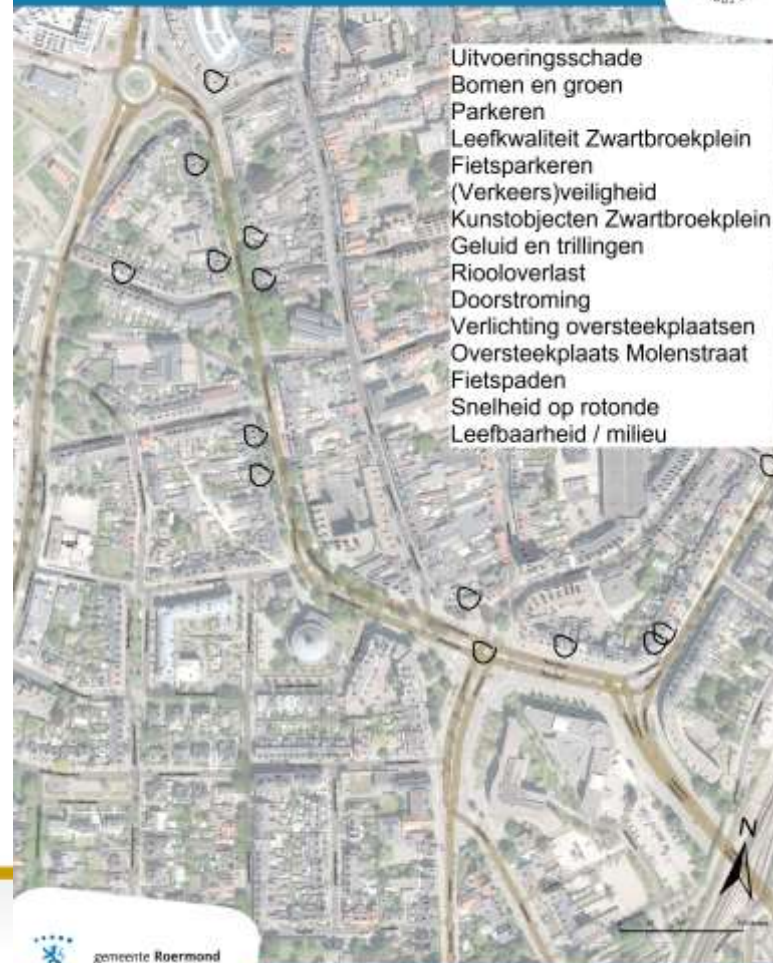 Uitvoeringsschade
Bomen en groen
Parkeren
Leefkwaliteit Zwartbroekplein
Fietsparkeren
(Verkeers)veiligheid
Kunstobjecten Zwartbroekplein
Geluid en trillingen
Riooloverlast
Doorstroming
Verlichting oversteekplaatsen
Oversteekplaats Molenstraat
Fietspaden
Snelheid op rotonde
Leefbaarheid / milieu
N
gemeente Roermond